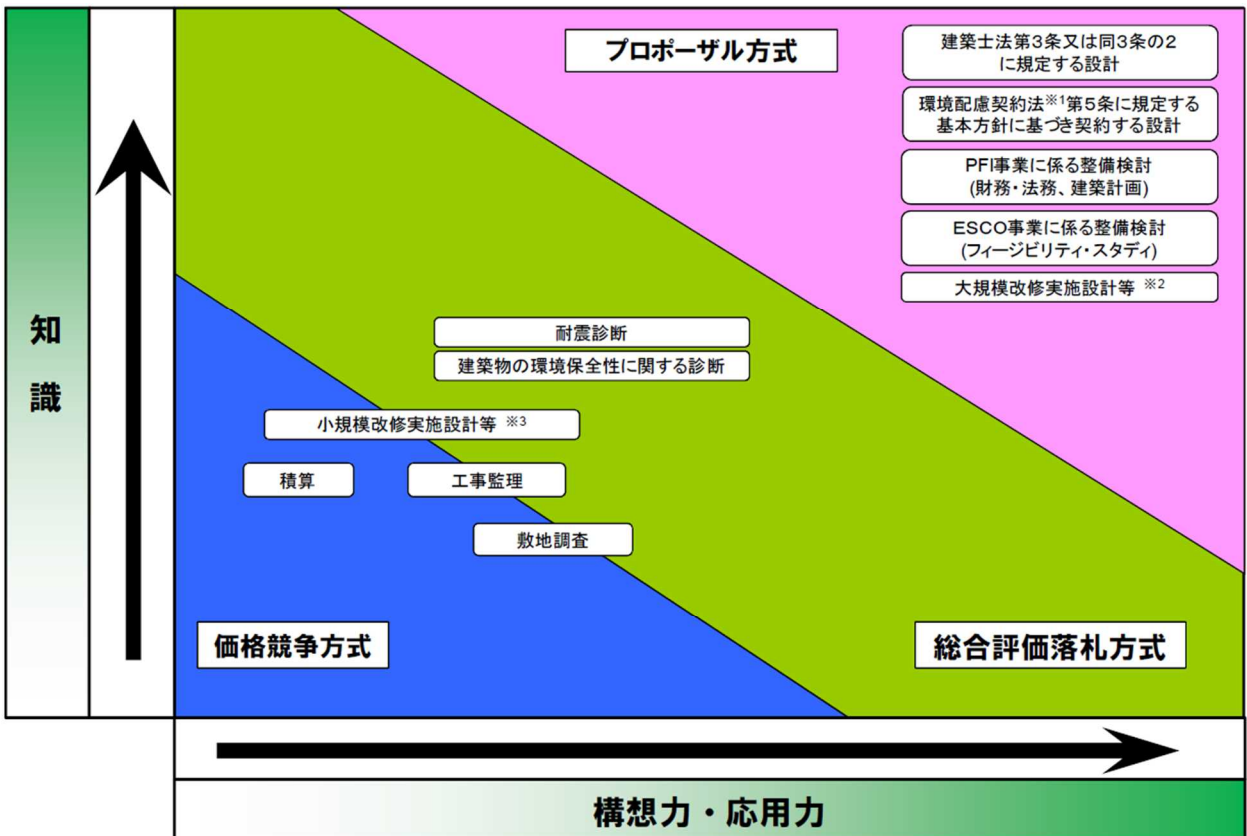 プロポーザル方式
建築士法第3条又は同3条の2
に規定する設計
環境配慮契約法※1第5条に規定する
基本方針に基づき契約する設計
PFI事業に係る整備検討
(財務・法務、建築計画)
ESCO事業に係る整備検討
(フィージビリティ・スタディ)
大規模改修実施設計等 ※2
知
識
耐震診断
建築物の環境保全性に関する診断
小規模改修実施設計等 ※3
積算
工事監理
敷地調査
価格競争方式
総合評価落札方式
構想力・応用力